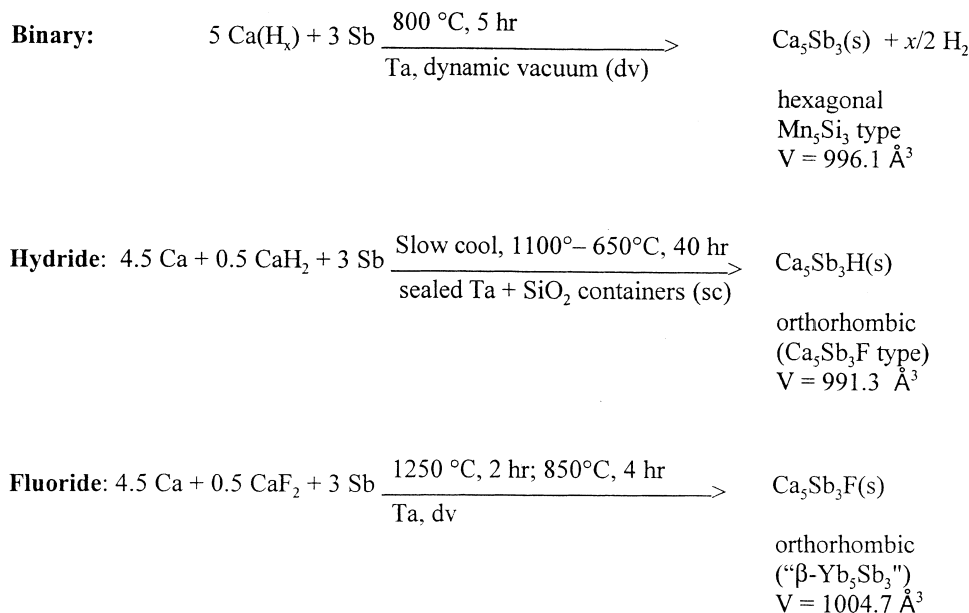 Binary: 5 Ca(Hₓ) + 3 Sb 800 °C, 5 hr Ca₅Sb₃(s) + x/2 H₂
Ta, dynamic vacuum (dv)
hexagonal
Mn₅Si₃ type
V = 996.1 Å³
Hydride: 4.5 Ca + 0.5 CaH₂ + 3 Sb Slow cool, 1100°– 650°C, 40 hr Ca₅Sb₃H(s)
sealed Ta + SiO₂ containers (sc)
orthorhombic
(Ca₅Sb₃F type)
V = 991.3 Å³
Fluoride: 4.5 Ca + 0.5 CaF₂ + 3 Sb 1250 °C, 2 hr; 850°C, 4 hr Ca₅Sb₃F(s)
Ta, dv
orthorhombic
(“β-Yb₅Sb₃")
V = 1004.7 Å³